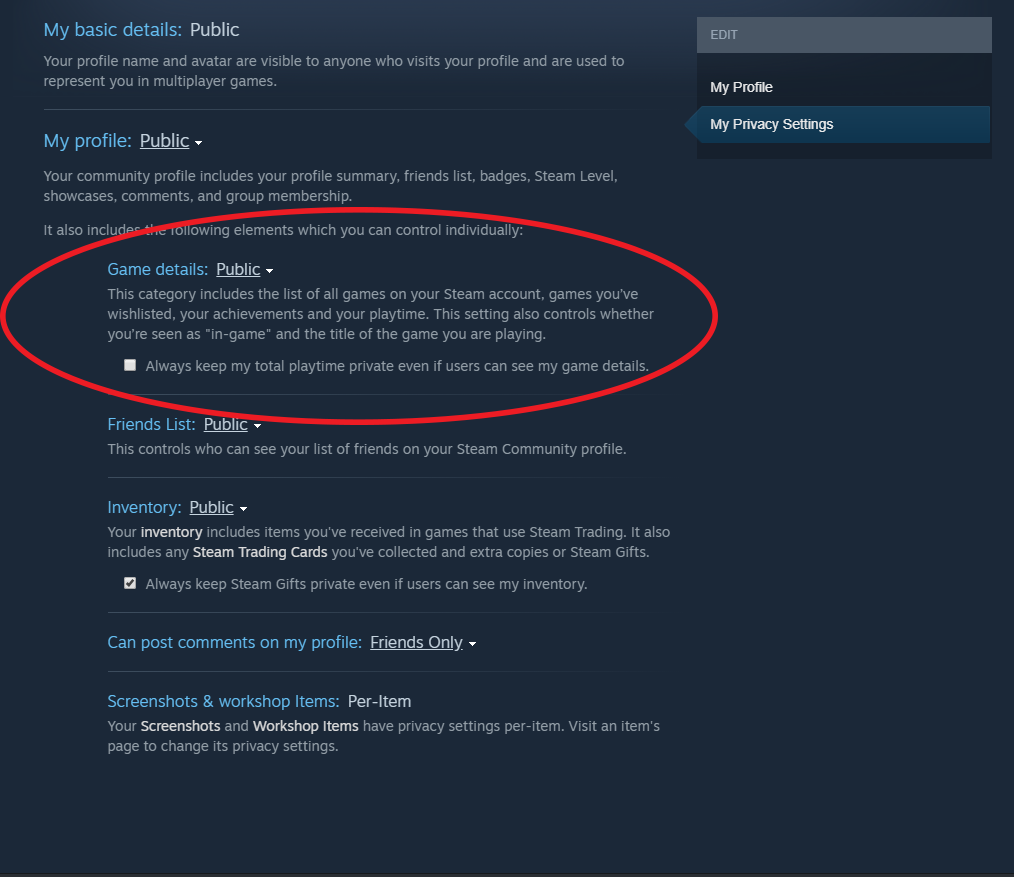 My basic details: Public
EDIT
Your profile name and avatar are visible to anyone who visits your profile and are used to
represent you in multiplayer games.
My Profile
My Privacy Settings
My profile: Public
Your community profile includes your profile summary, friends list, badges, Steam Level,
showcases, comments, and group membership.
It also includes the following elements which you can control individually:
Game details: Public
This category includes the list of all games on your Steam account, games you've
wishlisted, your achievements and your playtime. This setting also controls whether
you're seen as "in-game" and the title of the game you are playing.
Always keep my total playtime private even if users can see my game details.
Friends List: Public
This controls who can see your list of friends on your Steam Community profile.
Inventory: Public
Your inventory includes items you've received in games that use Steam Trading. It also
includes any Steam Trading Cards you've collected and extra copies or Steam Gifts.
Always keep Steam Gifts private even if users can see my inventory.
Can post comments on my profile: Friends Only
Screenshots & workshop Items: Per-Item
Your Screenshots and Workshop Items have privacy settings per-item. Visit an item's
page to change its privacy settings.